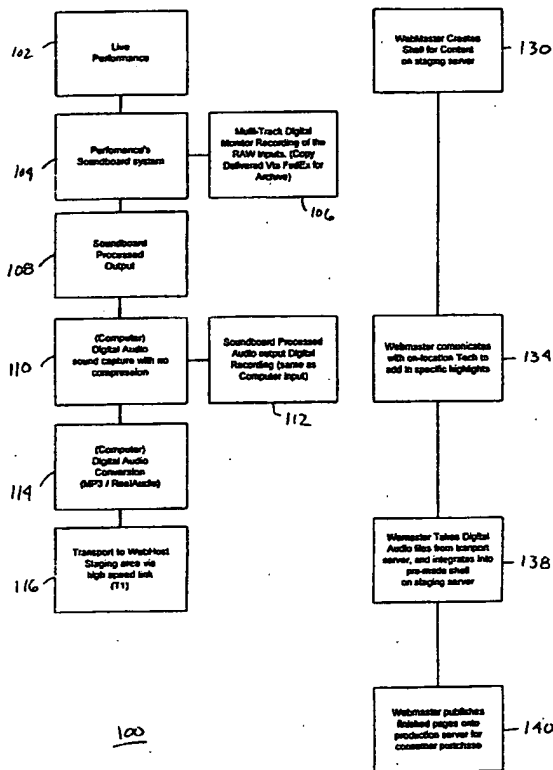 102
Live
Performance
104
Perfomance's
Soundboard system
Multi-Track Digital
Monitor Recording of the
RAW Inputs. (Copy
Delivered Via FedEx for
Archive)
106
108
Soundboard
Processed
Output
110
(Computer)
Digital Audio
sound capture with no
compression
Soundboard Processed
Audio output Digital
Recording (same as
Computer Input)
112
114
(Computer)
Digital Audio
Conversion
(MP3 / RealAudio)
116
Transport to WebHost
Staging area via
high speed link
(T1)
100
WebMaster Creates
Shell for Content
on staging server
130
Webmaster comunicates
with on-location Tech to
add in specific highlights
134
Wemaster Takes Digital
Audio files from tranport
server, and integrates into
pre-made shell
on staging server
138
Webmaster publishes
finished pages onto
production server for
consumer purtchase
140